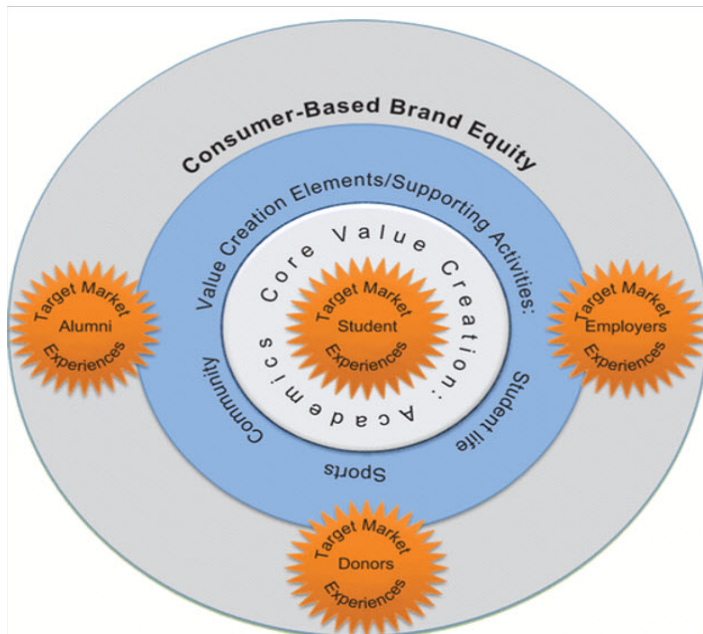 Consumer-Based Brand Equity
Value Creation Elements/Supporting Activities:
Student life
Sports
Community
Core Value Creation: Academics
Target Market
Student
Experiences
Target Market
Alumni
Experiences
Target Market
Employers
Experiences
Target Market
Donors
Experiences